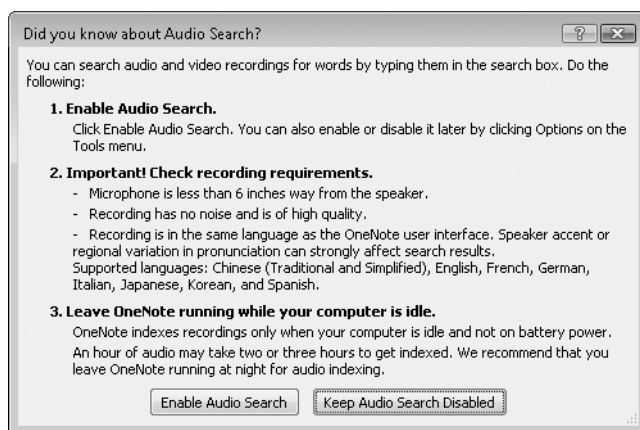 Did you know about Audio Search?
You can search audio and video recordings for words by typing them in the search box. Do the
following:
1. Enable Audio Search.
Click Enable Audio Search. You can also enable or disable it later by clicking Options on the
Tools menu.
2. Important! Check recording requirements.
- Microphone is less than 6 inches way from the speaker.
- Recording has no noise and is of high quality.
- Recording is in the same language as the OneNote user interface. Speaker accent or
regional variation in pronunciation can strongly affect search results.
Supported languages: Chinese (Traditional and Simplified), English, French, German,
Italian, Japanese, Korean, and Spanish.
3. Leave OneNote running while your computer is idle.
OneNote indexes recordings only when your computer is idle and not on battery power.
An hour of audio may take two or three hours to get indexed. We recommend that you
leave OneNote running at night for audio indexing.
Enable Audio Search Keep Audio Search Disabled